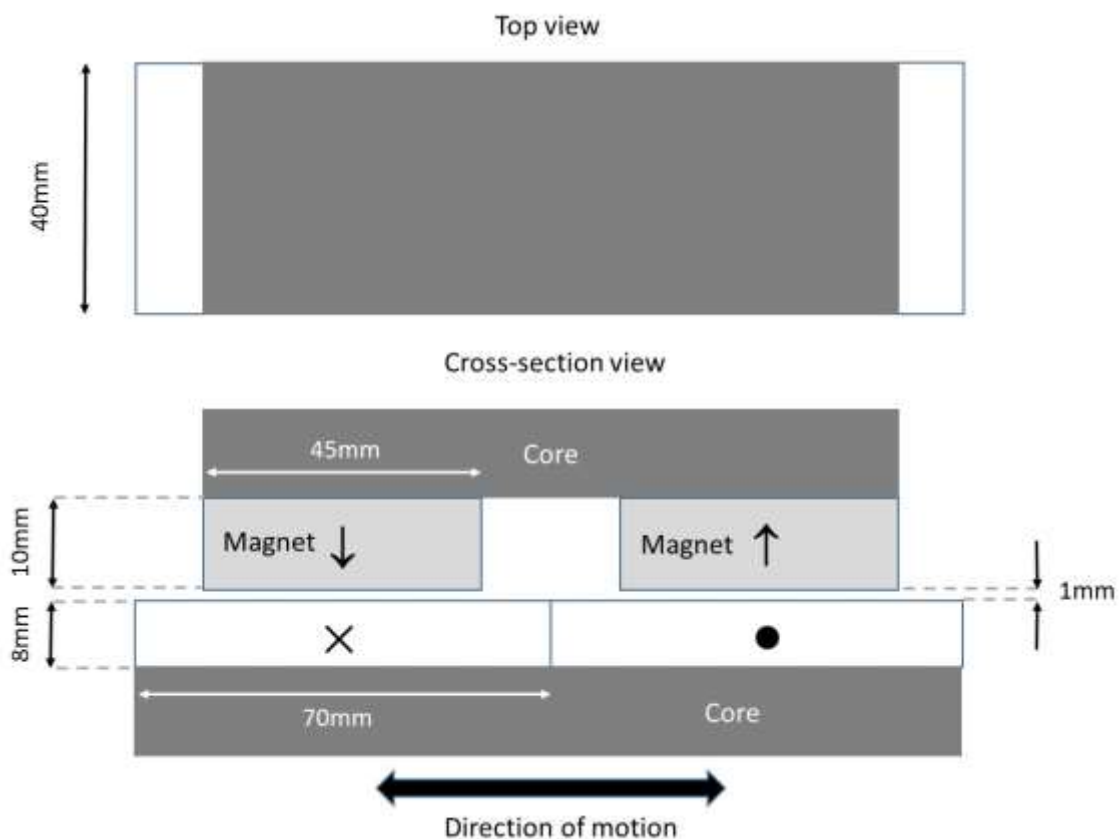 Top view
40mm
Cross-section view
45mm
Core
10mm
Magnet
Magnet
1mm
8mm
70mm
Core
Direction of motion